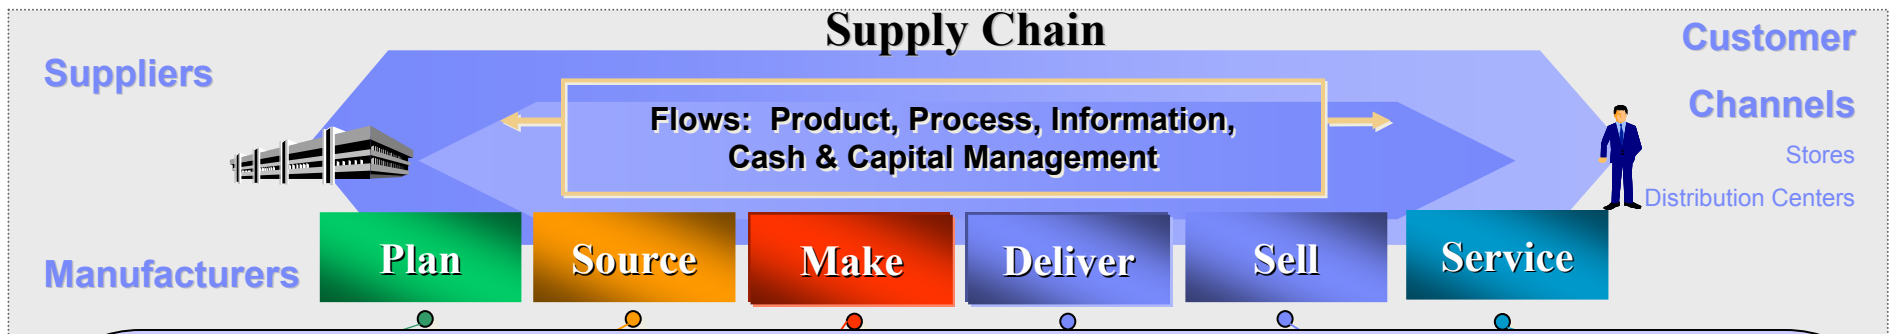 Supply Chain
Customer
Suppliers
Channels
Flows:  Product, Process, Information,
Cash & Capital Management
Stores
Distribution Centers
Manufacturers
Plan
Source
Make
Deliver
Sell
Service